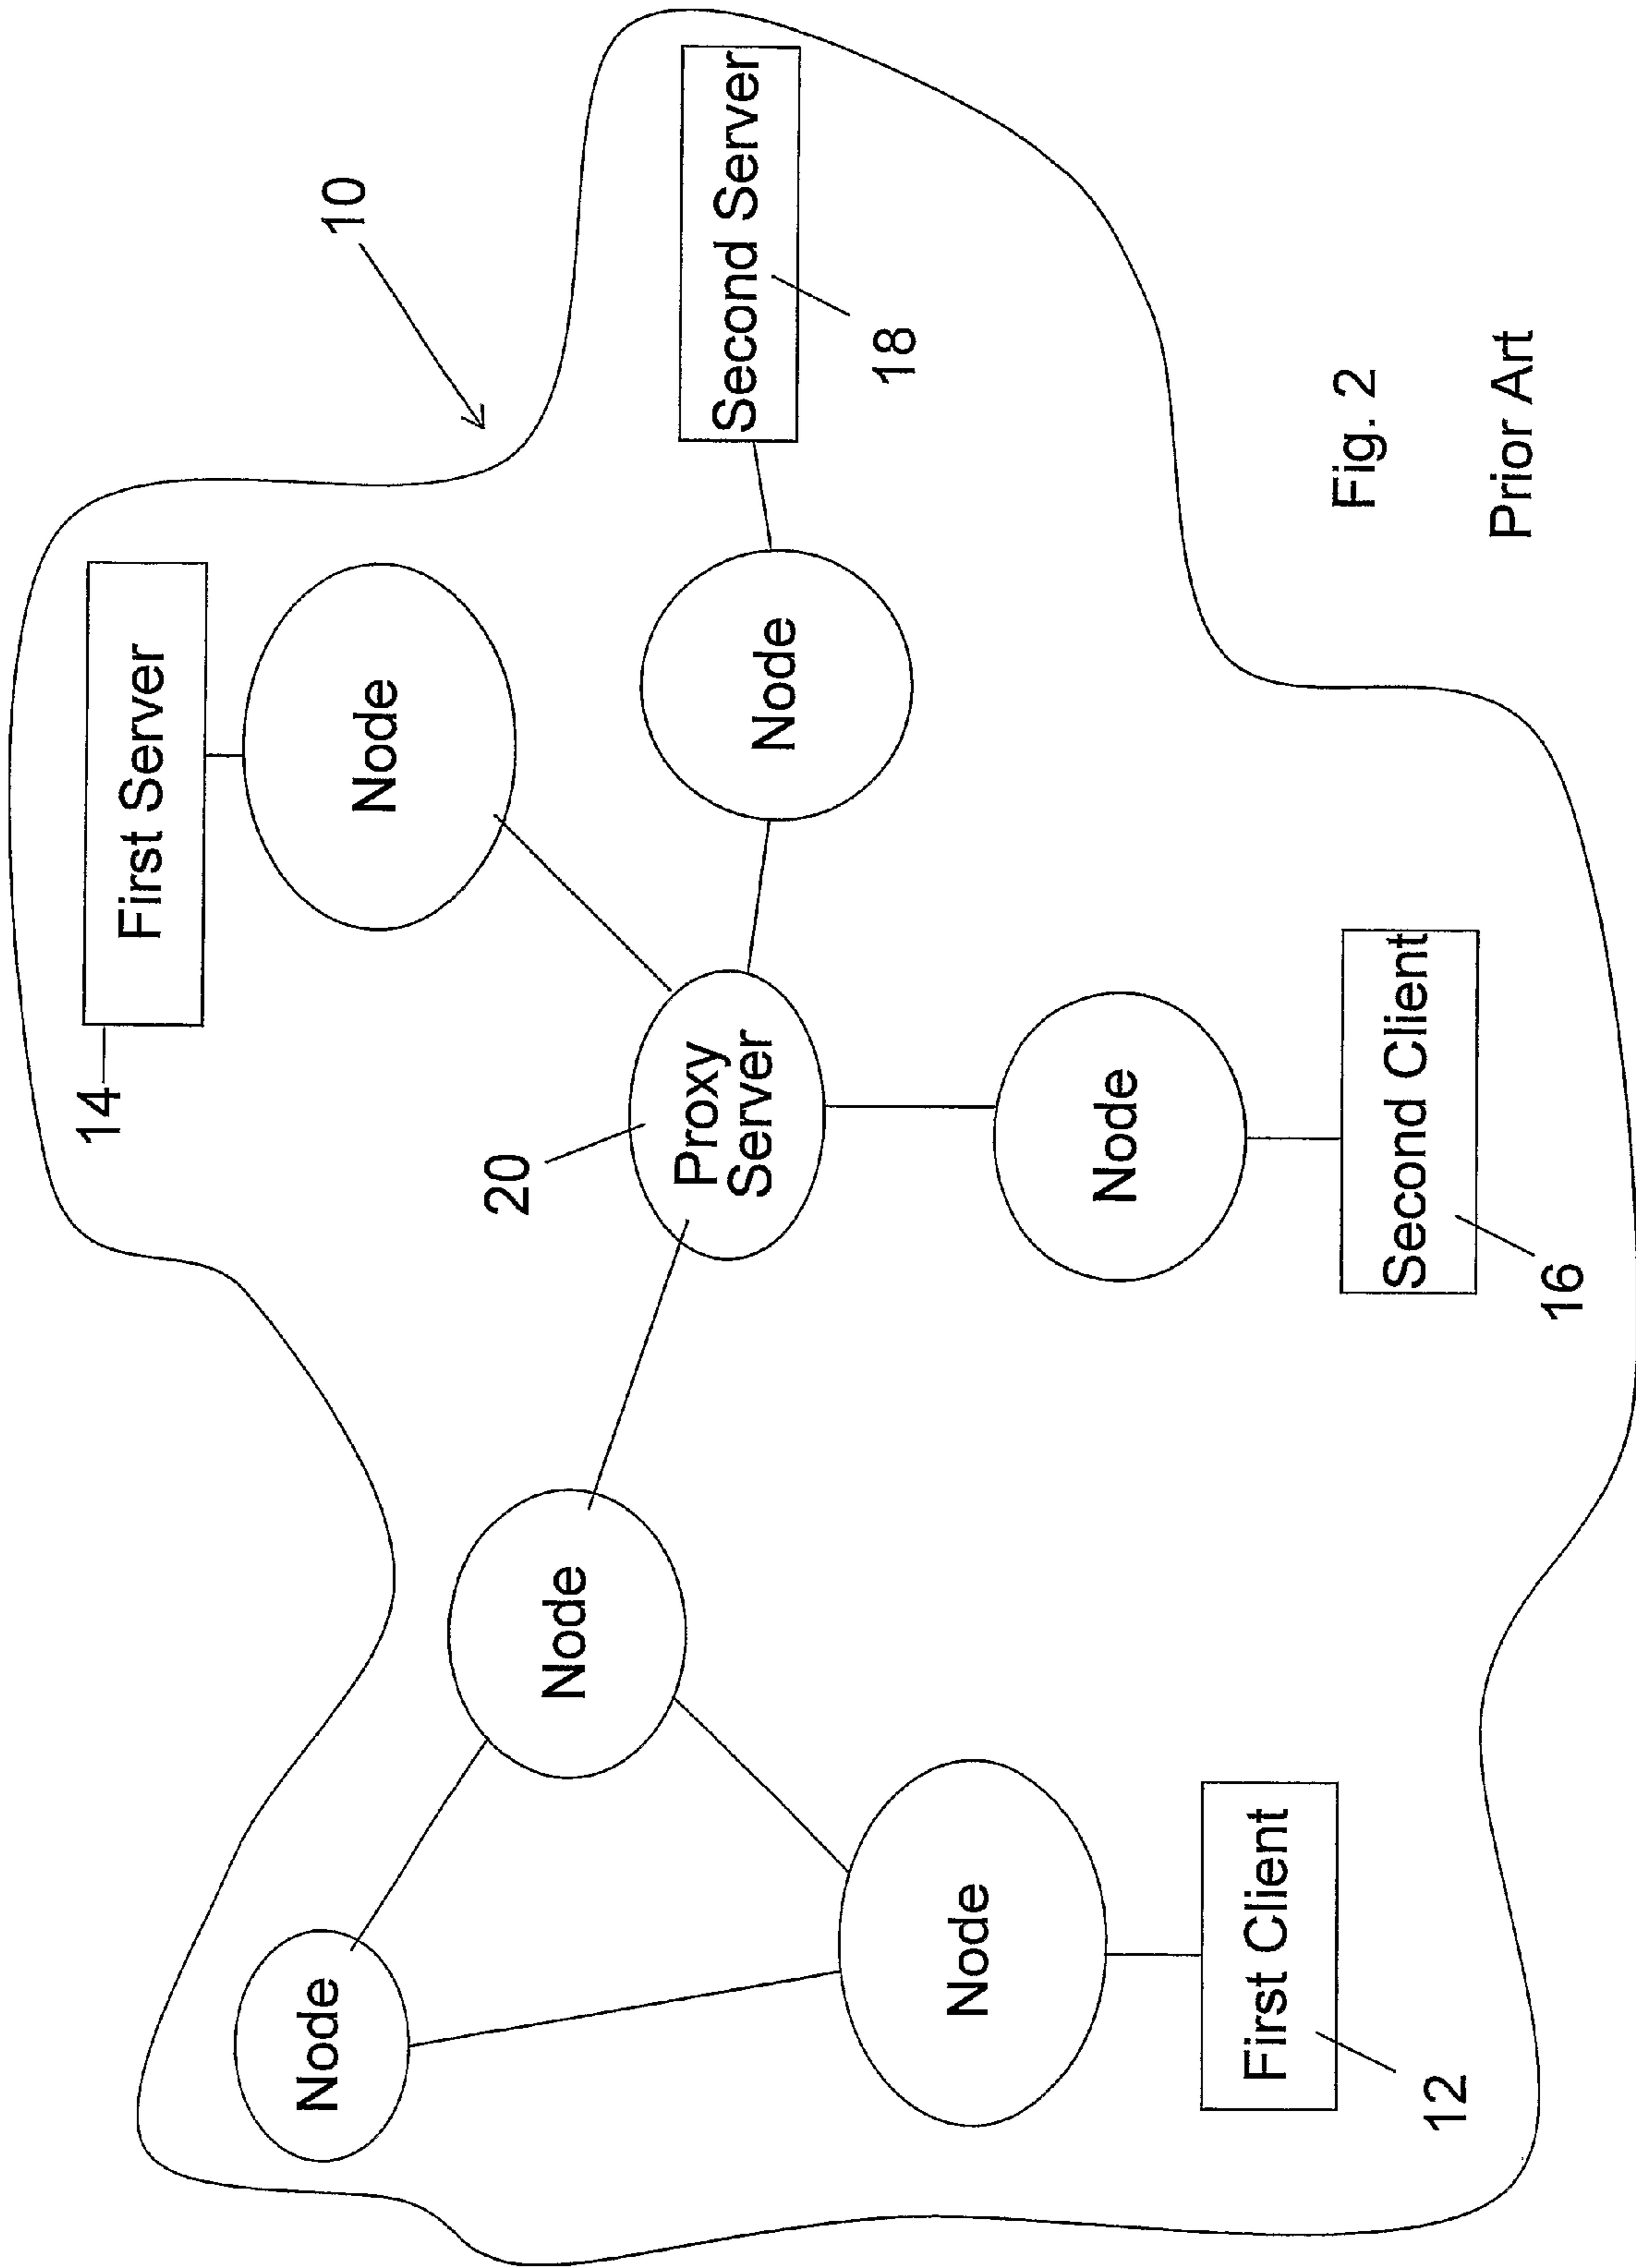 10
14
First Server
Node
20
Proxy
Server
Node
Second Server
18
Node
Node
Node
Node
Second Client
16
First Client
12
Fig. 2
Prior Art